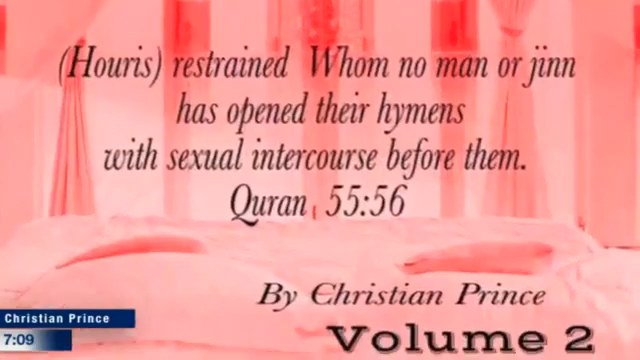 (Houris) restrained Whom no man or jinn
has opened their hymens
with sexual intercourse before them.
Quran 55:56
By Christian Prince
Volume 2
Christian Prince
7:09